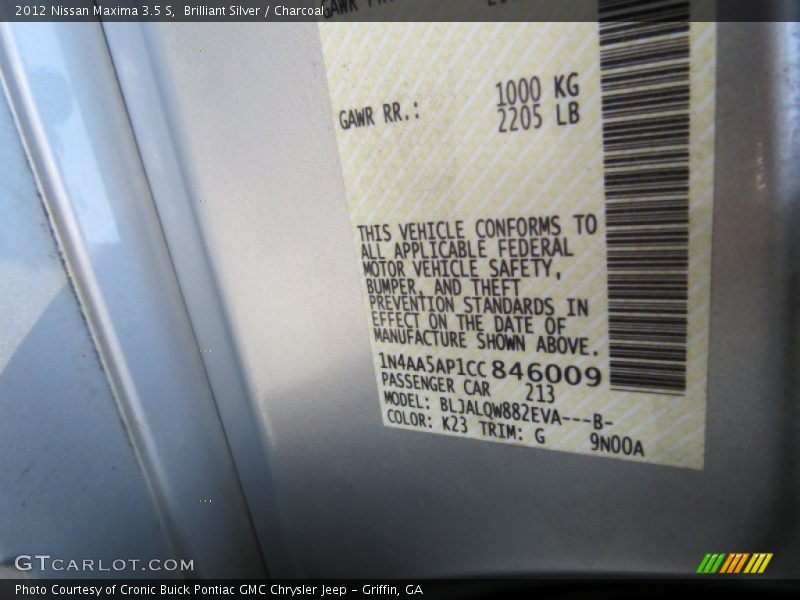 2012 Nissan Maxima 3.5 S, Brilliant Silver / Charcoal
GAWR RR.: 1000 KG
2205 LB
THIS VEHICLE CONFORMS TO
ALL APPLICABLE FEDERAL
MOTOR VEHICLE SAFETY,
BUMPER, AND THEFT
PREVENTION STANDARDS IN
EFFECT ON THE DATE OF
MANUFACTURE SHOWN ABOVE.
1N4AA5AP1CC846009
PASSENGER CAR 213
MODEL: BLJALQW882EVA---B-
COLOR: K23 TRIM: G 9N00A
GTCARLOT.COM
Photo Courtesy of Cronic Buick Pontiac GMC Chrysler Jeep - Griffin, GA